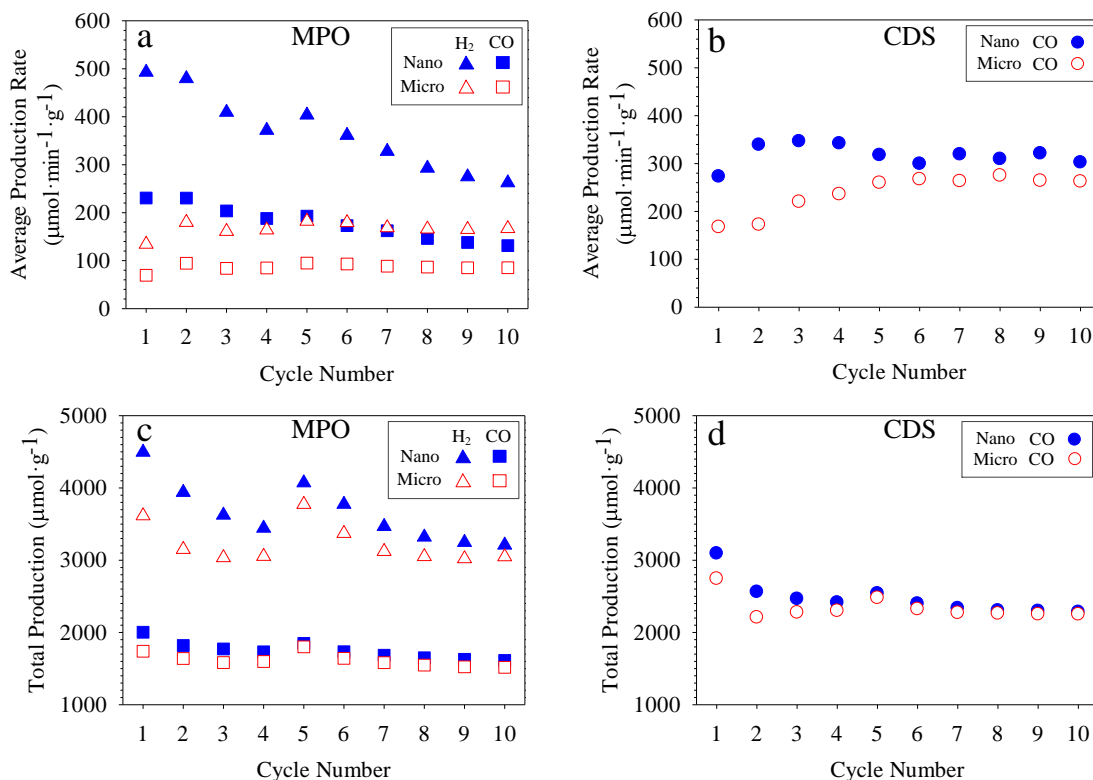 a
MPO
H₂ CO
Nano
Micro
Average Production Rate
(μmol·min⁻¹·g⁻¹)
600
500
400
300
200
100
0
1 2 3 4 5 6 7 8 9 10
Cycle Number
b
CDS
Nano CO
Micro CO
Average Production Rate
(μmol·min⁻¹·g⁻¹)
600
500
400
300
200
100
0
1 2 3 4 5 6 7 8 9 10
Cycle Number
c
MPO
H₂ CO
Nano
Micro
Total Production (μmol·g⁻¹)
5000
4000
3000
2000
1000
1 2 3 4 5 6 7 8 9 10
Cycle Number
d
CDS
Nano CO
Micro CO
Total Production (μmol·g⁻¹)
5000
4000
3000
2000
1000
1 2 3 4 5 6 7 8 9 10
Cycle Number